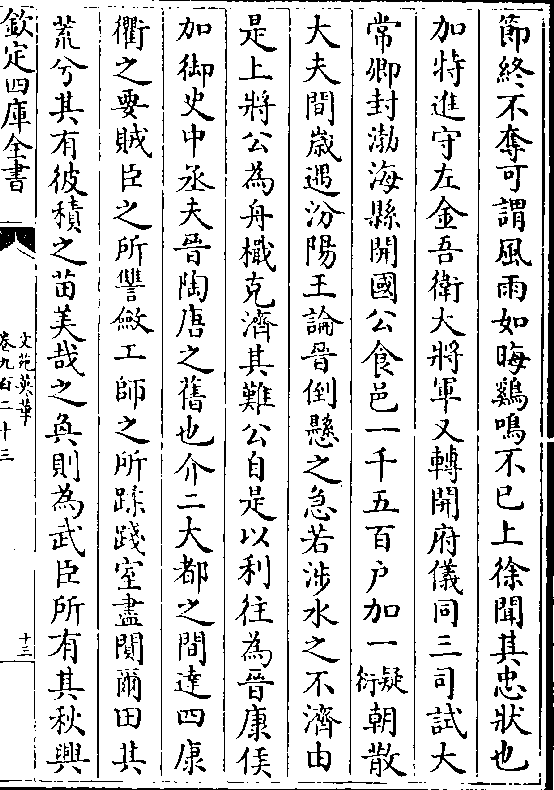 節終不奪可謂風雨如晦鷄鳴不已上徐聞其忠狀也
加特進守左金吾衛大將軍又轉開府儀同三司試大
常卿封渤海縣開國公食邑一千五百户加一疑衍朝散
大夫間嵗遇汾陽王論晉倒懸之急若涉水之不濟由
是上將公為舟檝克濟其難公自是以利往為晉康侯
加御史中丞夫晉陶唐之舊也介二大都之間達四康
衢之要賊臣之所讐斂工師之所蹂踐室盡闃爾田其
荒兮其有彼積之苗美哉之奐則為武臣所有其秋興
欽定四庫全書
文苑英華
卷九百二十三
十三